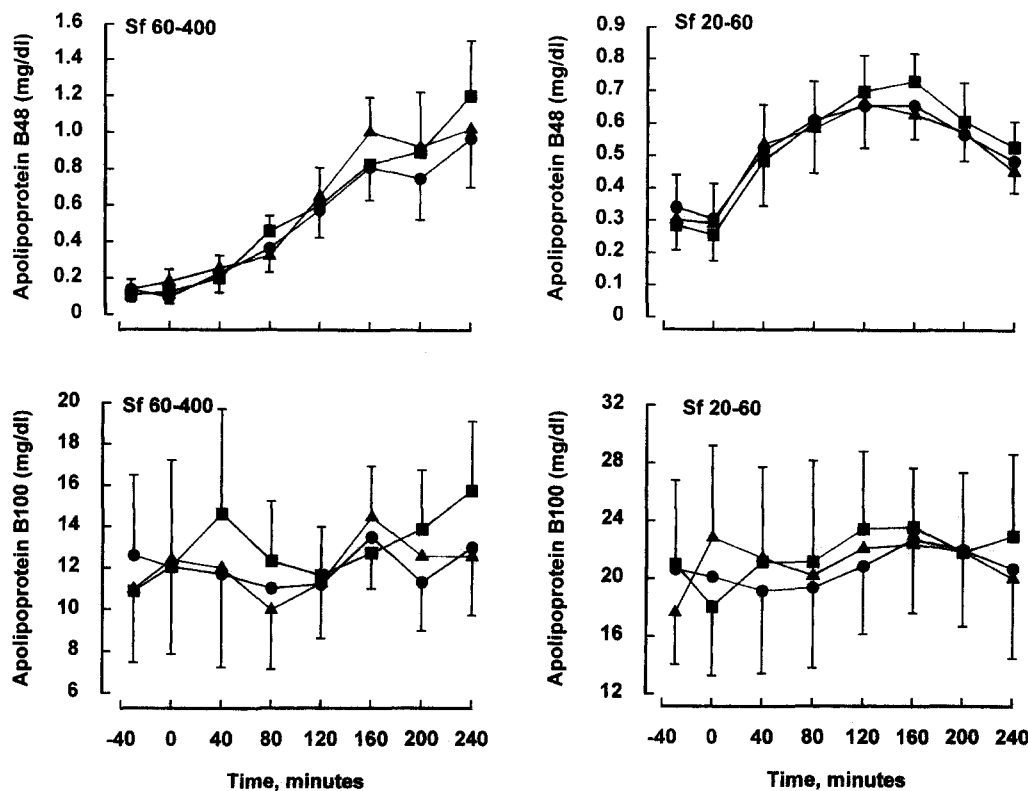 Sf 60-400
Apolipoprotein B48 (mg/dl)
1.6
1.4
1.2
1.0
0.8
0.6
0.4
0.2
0
Sf 20-60
Apolipoprotein B48 (mg/dl)
0.9
0.8
0.7
0.6
0.5
0.4
0.3
0.2
0.1
0
Sf 60-400
Apolipoprotein B100 (mg/dl)
20
18
16
14
12
10
8
6
-40 0 40 80 120 160 200 240
Time, minutes
Sf 20-60
Apolipoprotein B100 (mg/dl)
32
28
24
20
16
12
-40 0 40 80 120 160 200 240
Time, minutes